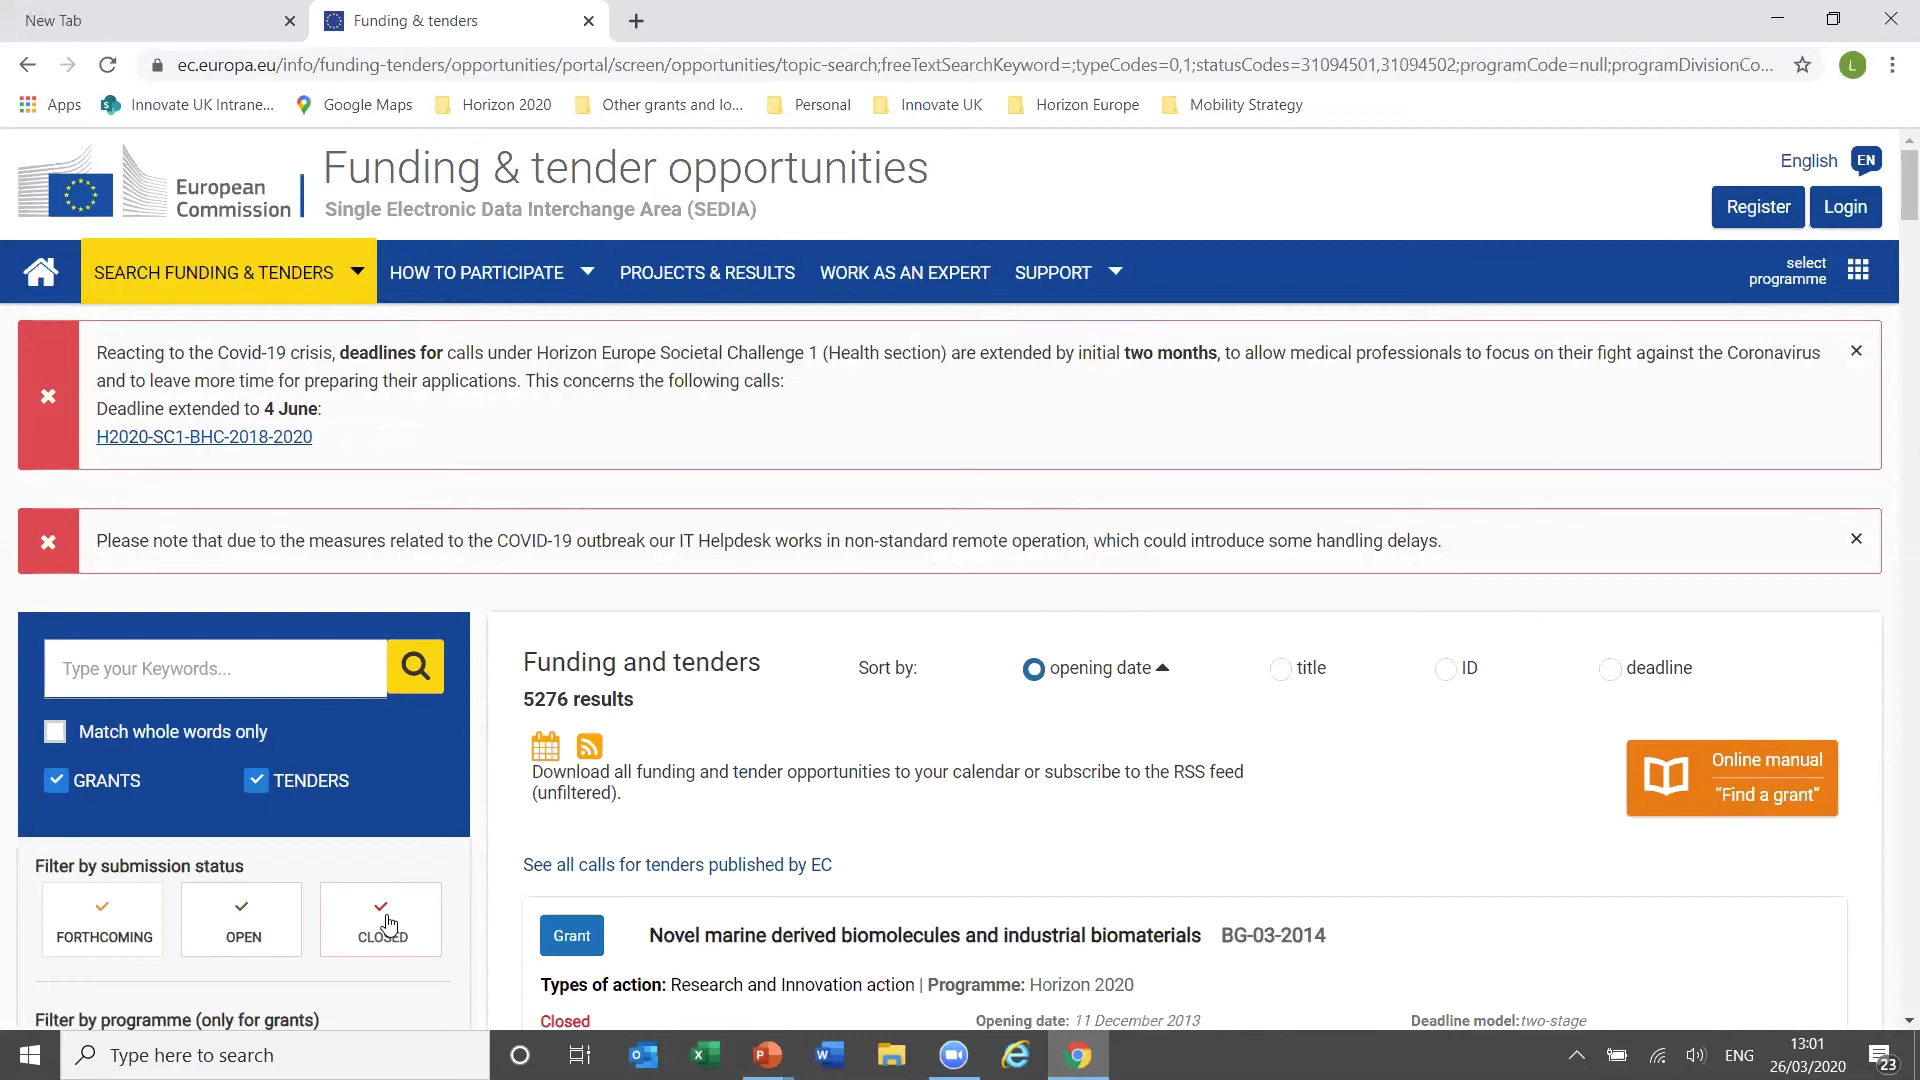 New Tab
Funding & tenders
ec.europa.eu/info/funding-tenders/opportunities/portal/screen/opportunities/topic-search;freeTextSearchKeyword=;typeCodes=0,1;statusCodes=31094501,31094502;programCode=null;programDivisionCo...
L
Apps
Innovate UK Intrane...
Google Maps
Horizon 2020
Other grants and lo...
Personal
Innovate UK
Horizon Europe
Mobility Strategy
European
Commission
Funding & tender opportunities
Single Electronic Data Interchange Area (SEDIA)
English EN
Register
Login
SEARCH FUNDING & TENDERS
HOW TO PARTICIPATE
PROJECTS & RESULTS
WORK AS AN EXPERT
SUPPORT
select
programme
Reacting to the Covid-19 crisis, deadlines for calls under Horizon Europe Societal Challenge 1 (Health section) are extended by initial two months, to allow medical professionals to focus on their fight against the Coronavirus
and to leave more time for preparing their applications. This concerns the following calls:
Deadline extended to 4 June:
H2020-SC1-BHC-2018-2020
Please note that due to the measures related to the COVID-19 outbreak our IT Helpdesk works in non-standard remote operation, which could introduce some handling delays.
Type your Keywords...
Match whole words only
GRANTS
TENDERS
Filter by submission status
FORTHCOMING
OPEN
CLOSED
Filter by programme (only for grants)
Funding and tenders
5276 results
Sort by:
opening date
title
ID
deadline
Download all funding and tender opportunities to your calendar or subscribe to the RSS feed
(unfiltered).
Online manual
"Find a grant"
See all calls for tenders published by EC
Grant
Novel marine derived biomolecules and industrial biomaterials BG-03-2014
Types of action: Research and Innovation action | Programme: Horizon 2020
Closed
Opening date: 11 December 2013
Deadline model:two-stage
Type here to search
ENG
13:01
26/03/2020
23